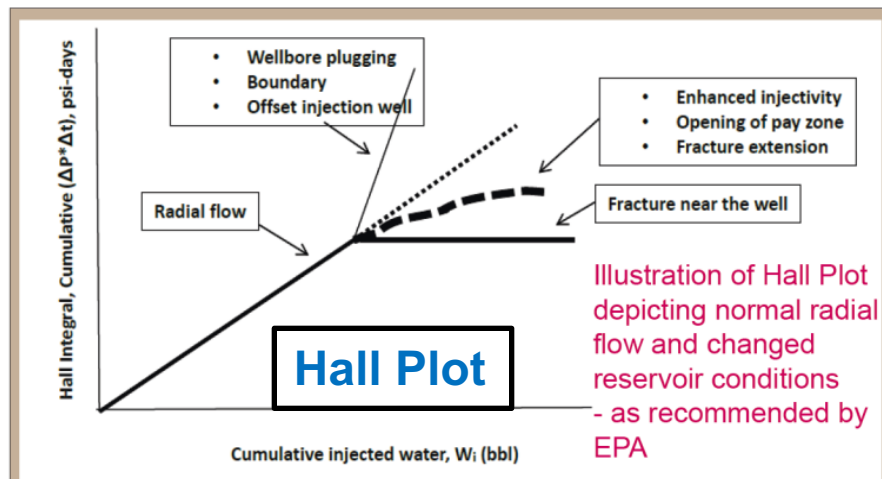 Hall Integral, Cumulative (ΔP*Δt), psi-days
• Wellbore plugging
• Boundary
• Offset injection well
• Enhanced injectivity
• Opening of pay zone
• Fracture extension
Radial flow
Fracture near the well
Illustration of Hall Plot
depicting normal radial
flow and changed
reservoir conditions
- as recommended by
EPA
Hall Plot
Cumulative injected water, Wᵢ (bbl)